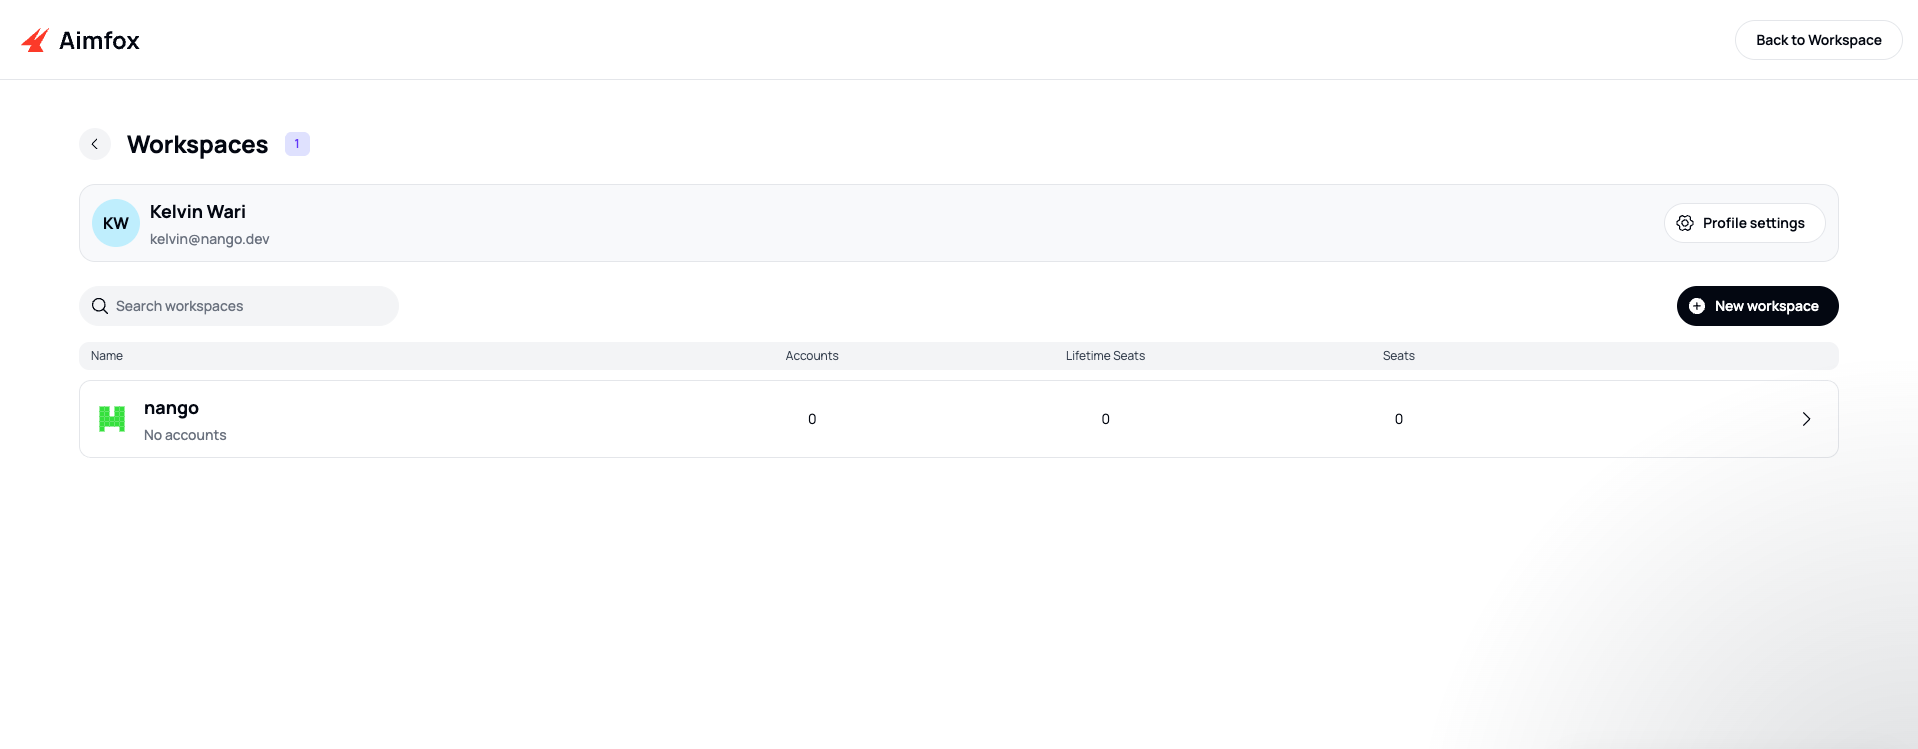 Aimfox
Back to Workspace
Workspaces 1
KW
Kelvin Wari
kelvin@nango.dev
Profile settings
Search workspaces
New workspace
Name Accounts Lifetime Seats Seats
nango
No accounts
0 0 0